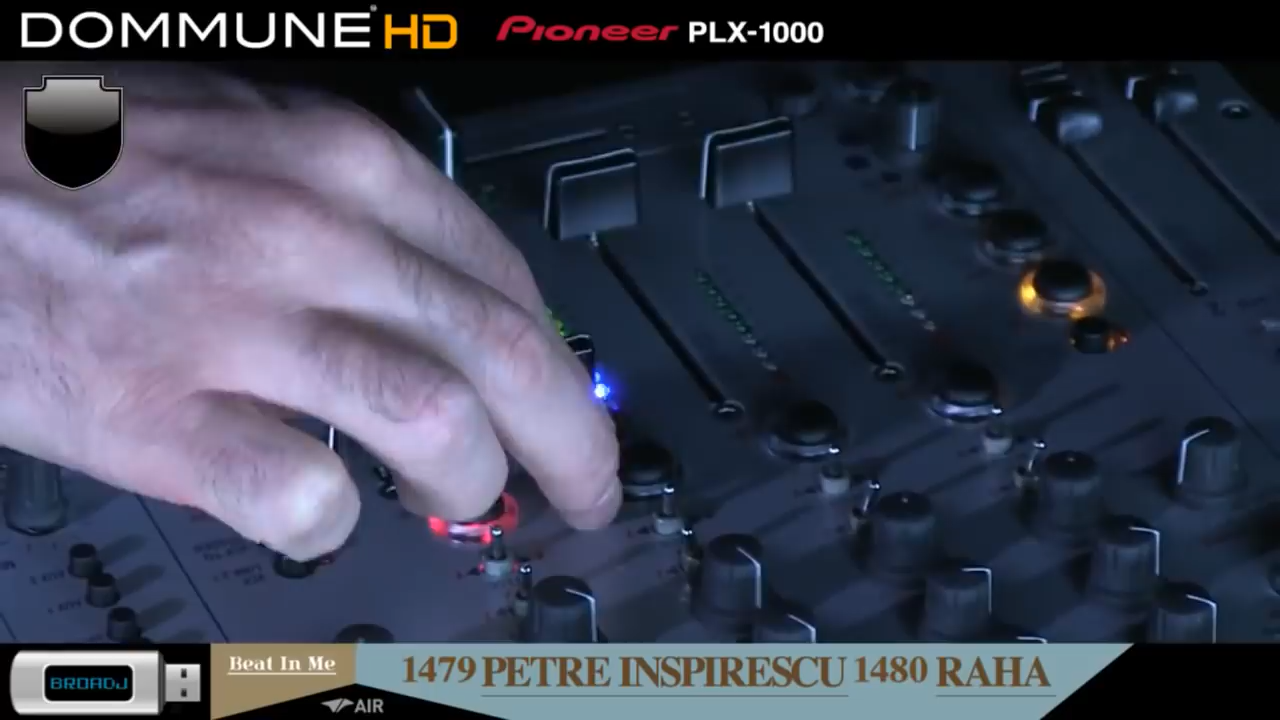 DOMMUNE® HD Pioneer PLX-1000
BROADJ
Beat In Me
1479 PETRE INSPIRESCU 1480 RAHA
AIR